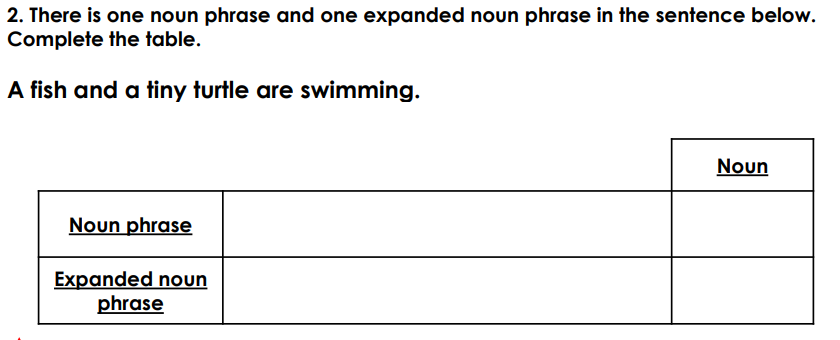 2. There is one noun phrase and one expanded noun phrase in the sentence below.
Complete the table.
A fish and a tiny turtle are swimming.
Noun
Noun phrase
Expanded noun
phrase